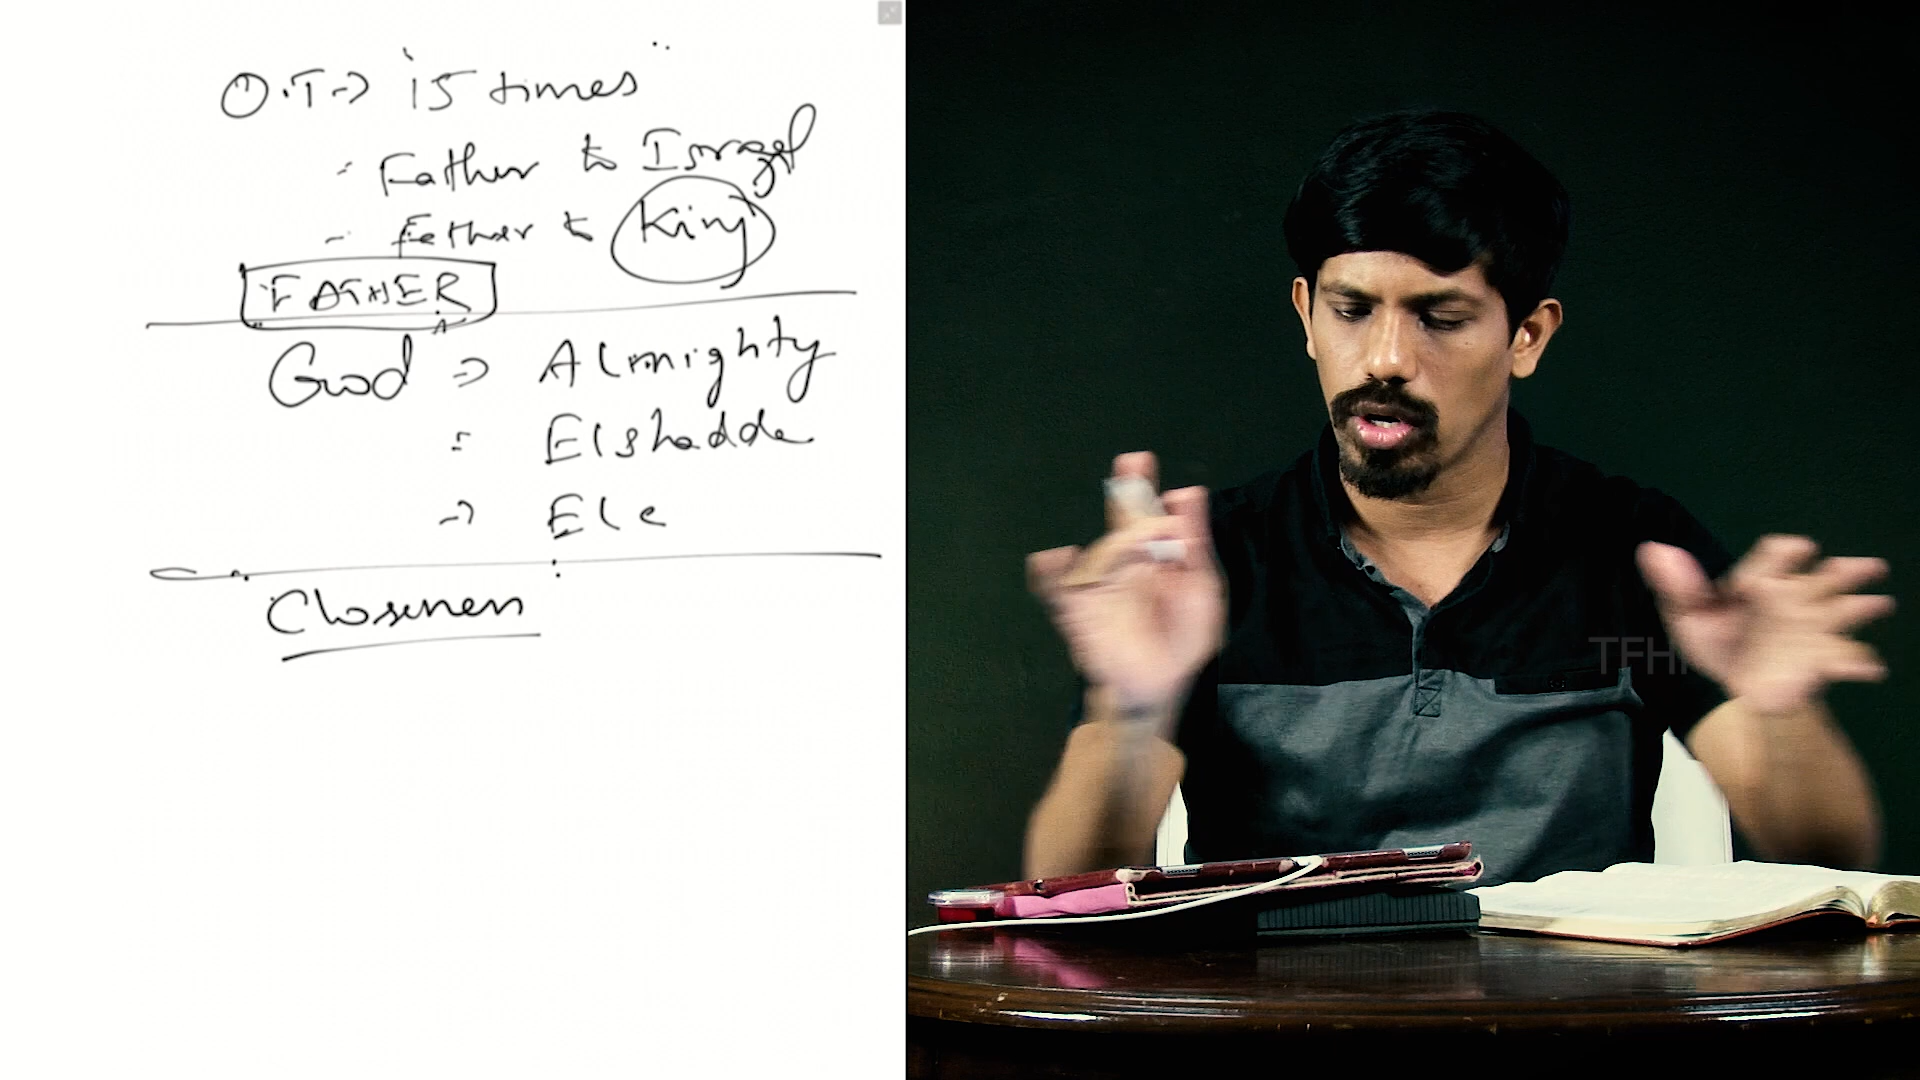 O.T → 15 times
- Father to Israel
- Father to King
FATHER
God ⇒ Almighty
: Elshadde
→ Ele
Closeness